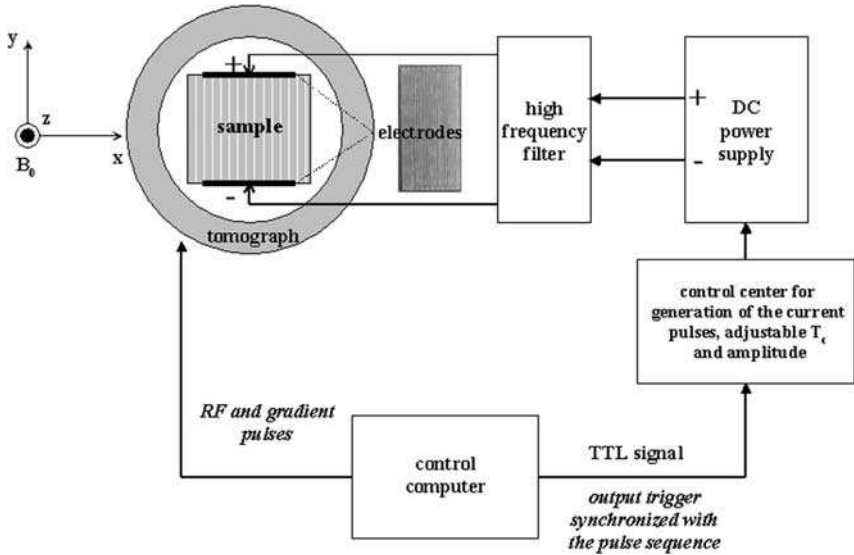 y
z
B₀
x
+
sample
-
electrodes
tomograph
high
frequency
filter
+
-
DC
power
supply
control center for
generation of the current
pulses, adjustable T_c
and amplitude
RF and gradient
pulses
control
computer
TTL signal
output trigger
synchronized with
the pulse sequence